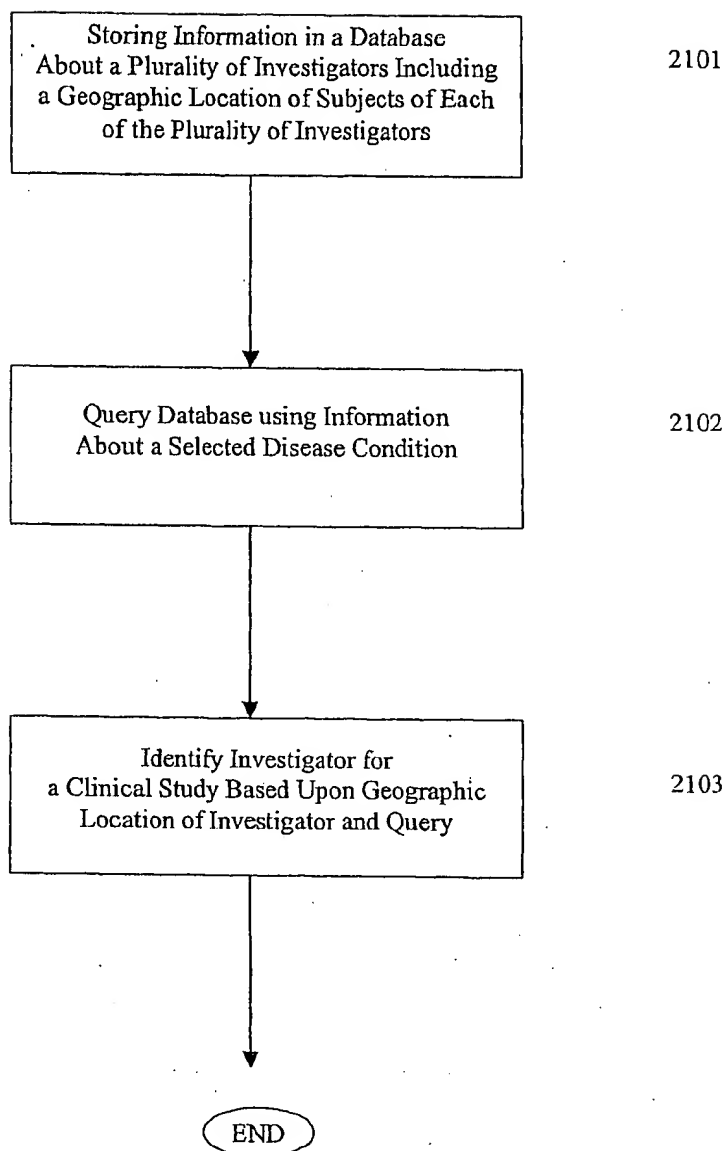 Storing Information in a Database
About a Plurality of Investigators Including
a Geographic Location of Subjects of Each
of the Plurality of Investigators
2101
Query Database using Information
About a Selected Disease Condition
2102
Identify Investigator for
a Clinical Study Based Upon Geographic
Location of Investigator and Query
2103
END